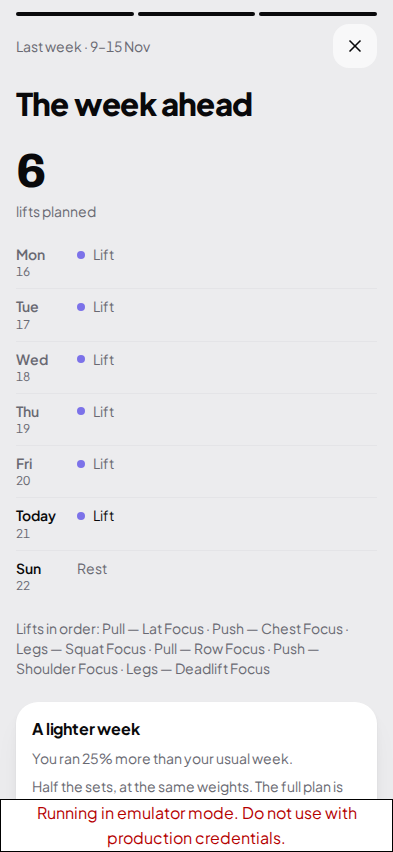 Last week · 9–15 Nov
The week ahead
6
lifts planned
Mon
16
Lift
Tue
17
Lift
Wed
18
Lift
Thu
19
Lift
Fri
20
Lift
Today
21
Lift
Sun
22
Rest
Lifts in order: Pull — Lat Focus · Push — Chest Focus ·
Legs — Squat Focus · Pull — Row Focus · Push —
Shoulder Focus · Legs — Deadlift Focus
A lighter week
You ran 25% more than your usual week.
Half the sets, at the same weights. The full plan is
Running in emulator mode. Do not use with
production credentials.